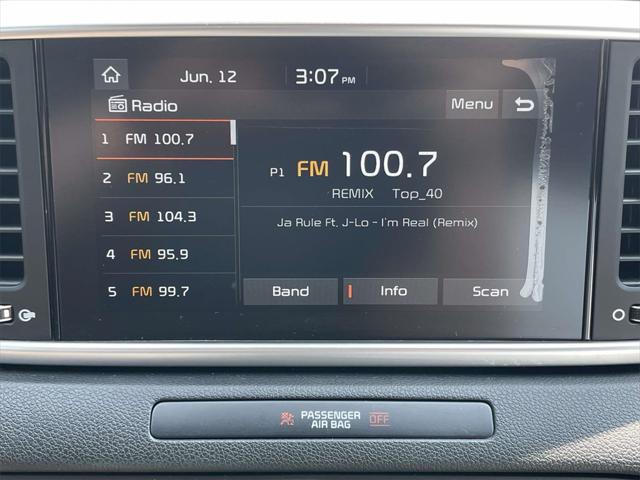 Jun. 12 3:07 PM
Radio Menu
1 FM 100.7
2 FM 96.1
3 FM 104.3
4 FM 95.9
5 FM 99.7
P1 FM 100.7
REMIX Top_40
Ja Rule Ft. J-Lo - I'm Real (Remix)
Band Info Scan
PASSENGER
AIR BAG OFF